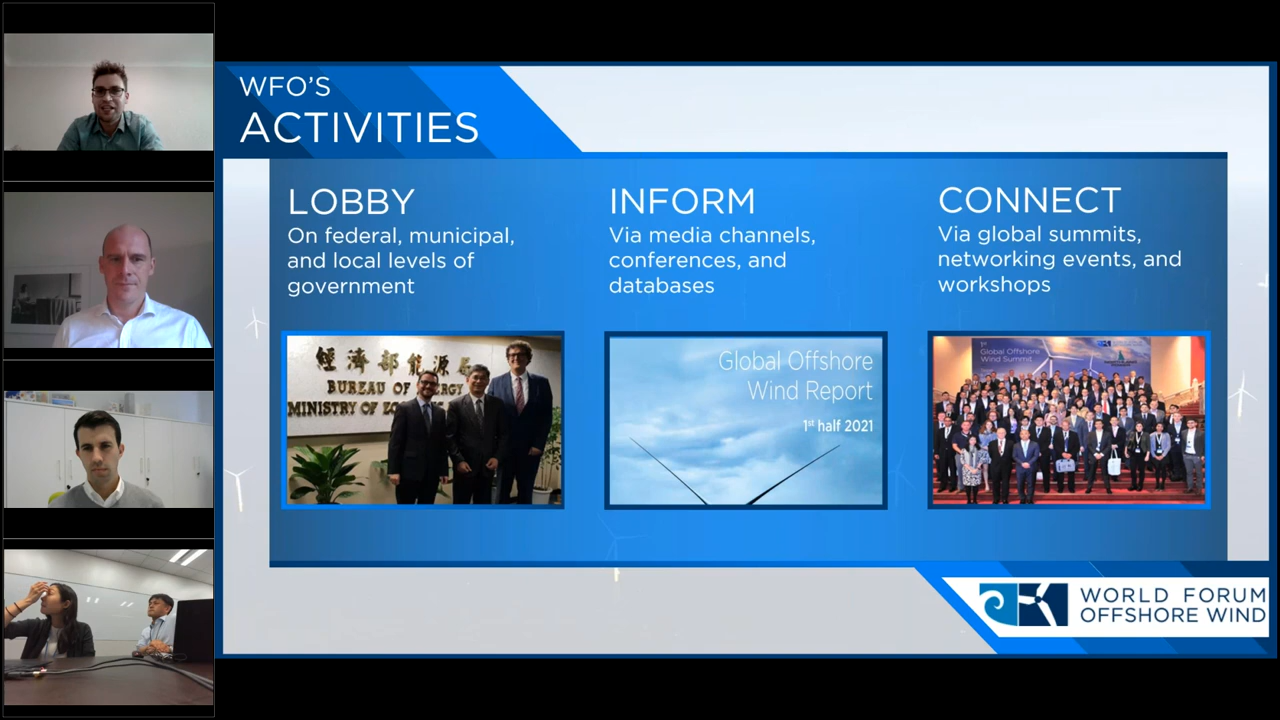 WFO'S
ACTIVITIES
LOBBY
On federal, municipal,
and local levels of
government
INFORM
Via media channels,
conferences, and
databases
CONNECT
Via global summits,
networking events, and
workshops
經濟部能源局
BUREAU OF ENERGY
MINISTRY OF
Global Offshore
Wind Report
1st half 2021
1st
Global Offshore
Wind Summit
WORLD FORUM
OFFSHORE WIND